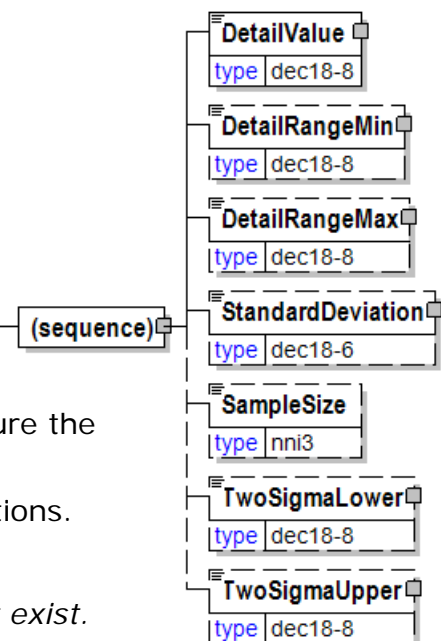 DetailValue
type dec18-8
DetailRangeMin
type dec18-8
DetailRangeMax
type dec18-8
StandardDeviation
(sequence)
type dec18-6
SampleSize
ure the
type nni3
TwoSigmaLower
tions.
type dec18-8
TwoSigmaUpper
exist.
type dec18-8